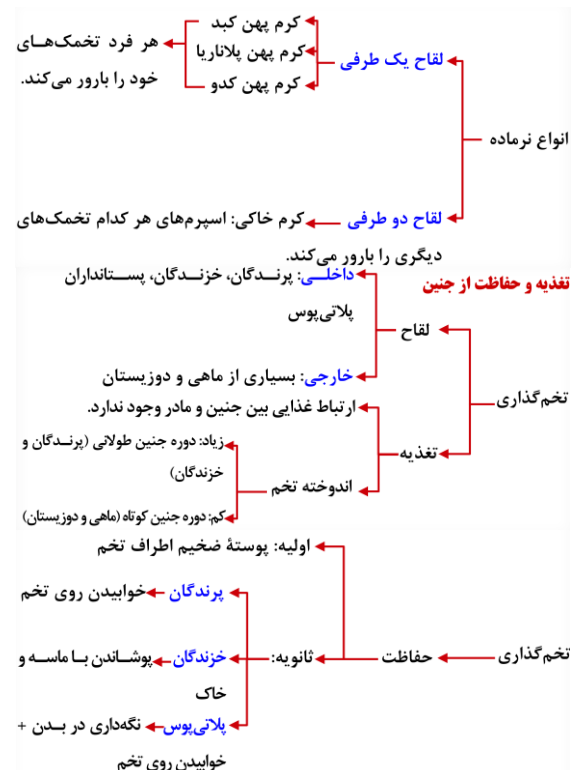 انواع نرماده
لقاح یک طرفی
کرم پهن کبد
کرم پهن پلاناریا
کرم پهن کدو
هر فرد تخمک‌های
خود را بارور می‌کند.
لقاح دو طرفی
کرم خاکی: اسپرم‌های هر کدام تخمک‌های
دیگری را بارور می‌کند.
تغذیه و حفاظت از جنین
تخم‌گذاری
لقاح
داخلی: پرندگان، خزندگان، پستانداران
پلاتی‌پوس
خارجی: بسیاری از ماهی و دوزیستان
تغذیه
ارتباط غذایی بین جنین و مادر وجود ندارد.
اندوخته تخم
زیاد: دوره جنین طولانی (پرندگان و
خزندگان)
کم: دوره جنین کوتاه (ماهی و دوزیستان)
تخم‌گذاری
حفاظت
اولیه: پوستهٔ ضخیم اطراف تخم
ثانویه:
پرندگان
خوابیدن روی تخم
خزندگان
پوشاندن با ماسه و
خاک
پلاتی‌پوس
نگه‌داری در بدن +
خوابیدن روی تخم